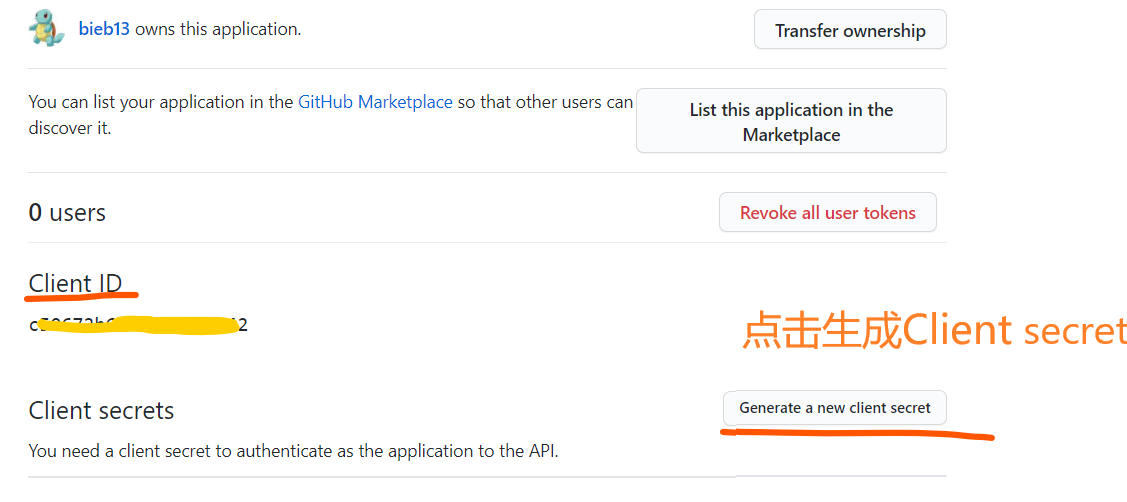 bieb13 owns this application.
Transfer ownership
You can list your application in the GitHub Marketplace so that other users can
discover it.
List this application in the
Marketplace
0 users
Revoke all user tokens
Client ID
点击生成Client secret
Client secrets
Generate a new client secret
You need a client secret to authenticate as the application to the API.